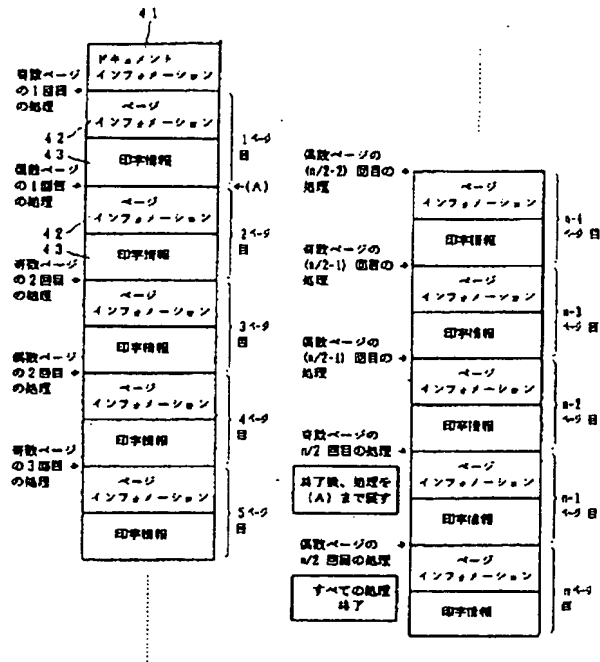 41
ドキュメント
インフォメーション
奇数ページ
の1回目
の処理
ページ
インフォメーション
42
43
印字情報
1ページ
目
偶数ページ
の1回目
の処理
←(A)
ページ
インフォメーション
42
43
印字情報
2ページ
目
奇数ページ
の2回目
の処理
ページ
インフォメーション
印字情報
3ページ
目
偶数ページ
の2回目
の処理
ページ
インフォメーション
印字情報
4ページ
目
奇数ページ
の3回目
の処理
ページ
インフォメーション
印字情報
5ページ
目
偶数ページの
(n/2-2) 回目の
処理
ページ
インフォメーション
印字情報
n-4
ページ目
奇数ページの
(n/2-1) 回目の
処理
ページ
インフォメーション
印字情報
n-3
ページ目
偶数ページの
(n/2-1) 回目の
処理
ページ
インフォメーション
印字情報
n-2
ページ目
奇数ページの
n/2 回目の処理
終了後、処理を
(A) まで戻す
ページ
インフォメーション
印字情報
n-1
ページ目
偶数ページの
n/2 回目の処理
すべての処理
終了
ページ
インフォメーション
印字情報
nページ
目